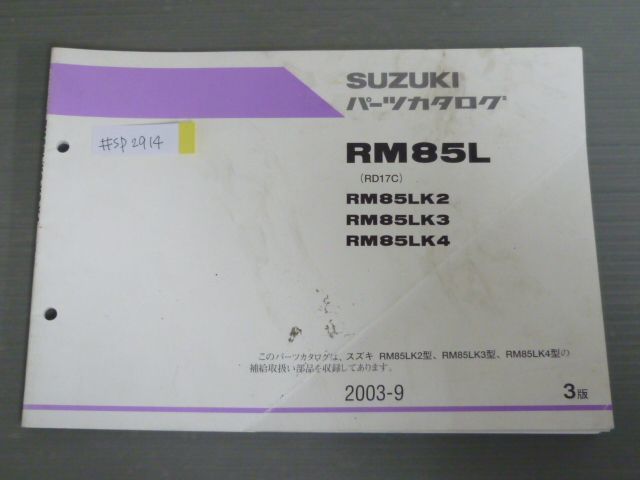 SUZUKI
パーツカタログ
#SP2914
RM85L
(RD17C)
RM85LK2
RM85LK3
RM85LK4
このパーツカタログは、スズキ RM85LK2型、RM85LK3型、RM85LK4型の
補給取扱い部品を収録してあります。
2003-9
3版